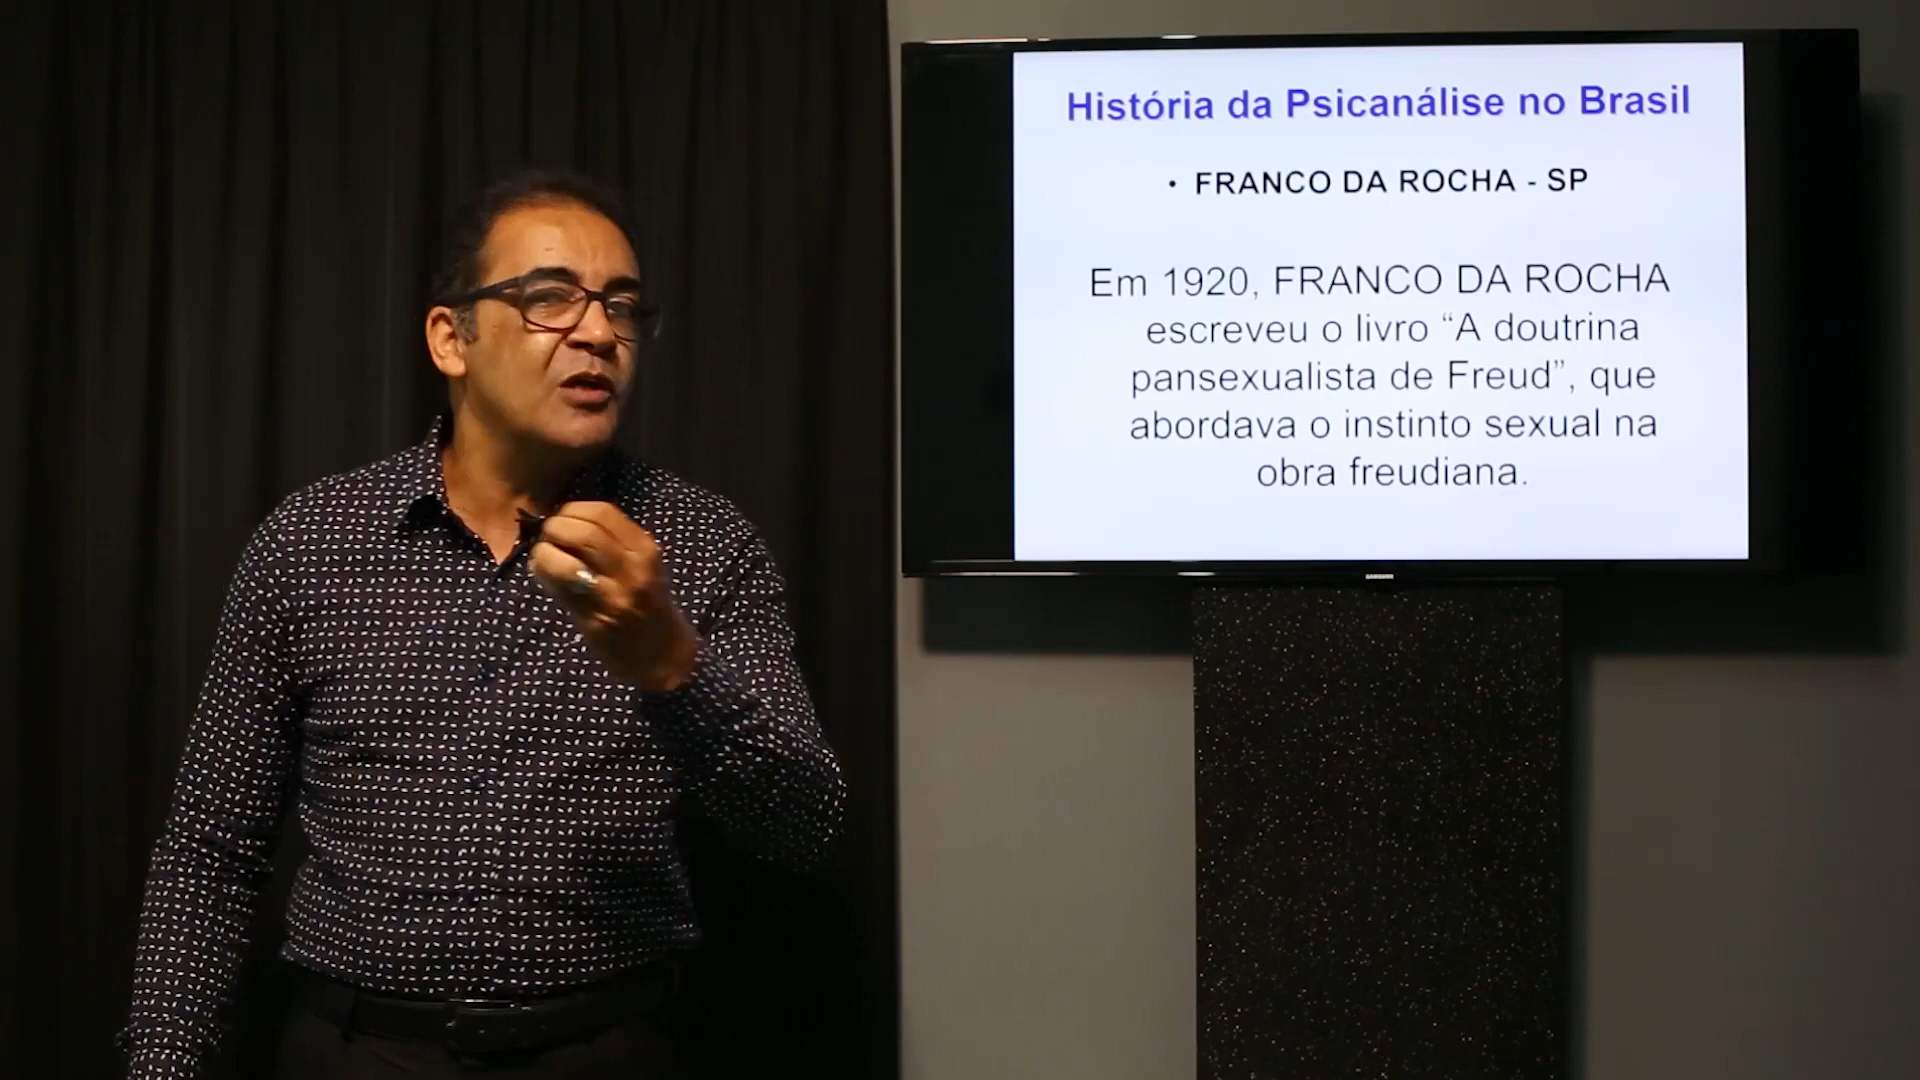 História da Psicanálise no Brasil
• FRANCO DA ROCHA - SP
Em 1920, FRANCO DA ROCHA
escreveu o livro “A doutrina
pansexualista de Freud”, que
abordava o instinto sexual na
obra freudiana.
SAMSUNG